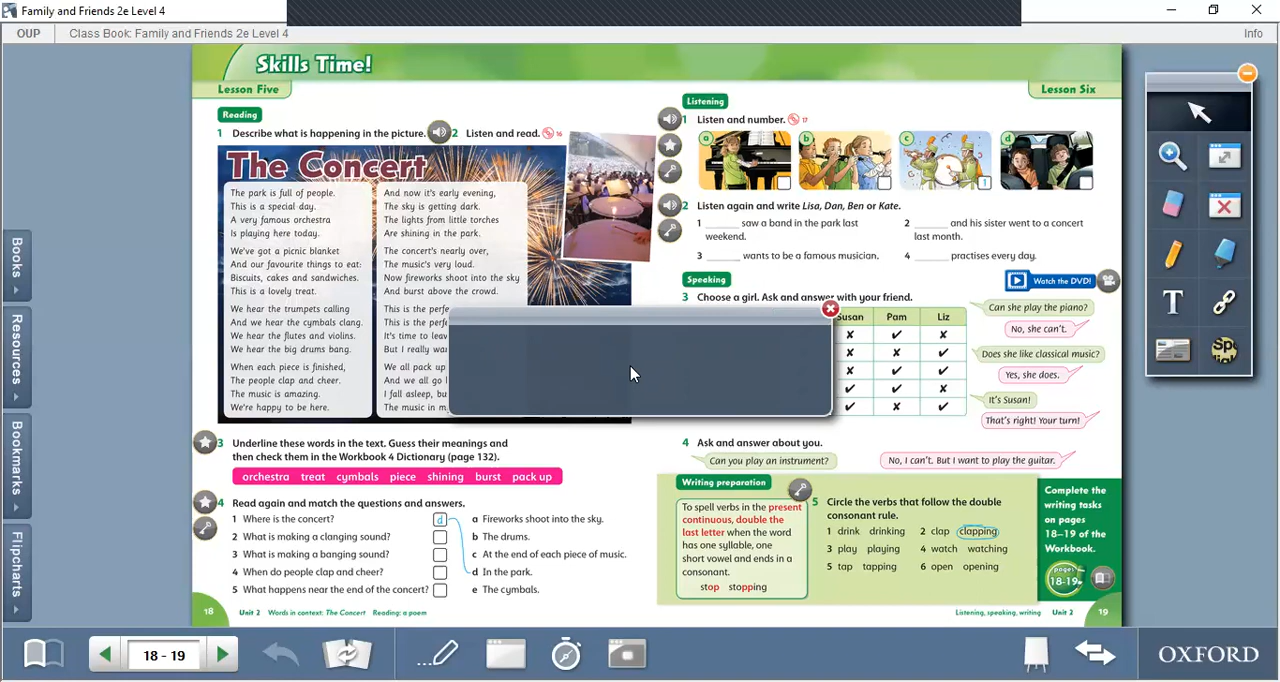 Family and Friends 2e Level 4
OUP
Class Book: Family and Friends 2e Level 4
Info
Skills Time!
Lesson Five
Lesson Six
Reading
1 Describe what is happening in the picture.
2 Listen and read. 16
The Concert
The park is full of people.
This is a special day.
A very famous orchestra
Is playing here today.
We've got a picnic blanket
And our favourite things to eat:
Biscuits, cakes and sandwiches.
This is a lovely treat.
We hear the trumpets calling
And we hear the cymbals clang.
We hear the flutes and violins.
We hear the big drums bang.
When each piece is finished,
The people clap and cheer.
The music is amazing.
We're happy to be here.
And now it's early evening,
The sky is getting dark.
The lights from little torches
Are shining in the park.
The concert's nearly over,
The music's very loud.
Now fireworks shoot into the sky
And burst above the crowd.
This is the perf
This is the perf
It's time to lea
But I really wa
We all pack up
And we all go
I fall asleep, bu
The music in m
3 Underline these words in the text. Guess their meanings and
then check them in the Workbook 4 Dictionary (page 132).
orchestra treat cymbals piece shining burst pack up
4 Read again and match the questions and answers.
1 Where is the concert? d
2 What is making a clanging sound?
3 What is making a banging sound?
4 When do people clap and cheer?
5 What happens near the end of the concert?
a Fireworks shoot into the sky.
b The drums.
c At the end of each piece of music.
d In the park.
e The cymbals.
18 Unit 2 Words in context: The Concert Reading: a poem
Listening
1 Listen and number. 17
a
b
c
d
1
2 Listen again and write Lisa, Dan, Ben or Kate.
1 ______ saw a band in the park last
weekend.
2 ______ and his sister went to a concert
last month.
3 ______ wants to be a famous musician.
4 ______ practises every day.
Speaking
Watch the DVD!
3 Choose a girl. Ask and answer with your friend.
Susan Pam Liz
✘ ✔ ✘
✘ ✘ ✔
✘ ✔ ✔
✔ ✔ ✘
✔ ✘ ✔
Can she play the piano?
No, she can't.
Does she like classical music?
Yes, she does.
It's Susan!
That's right! Your turn!
4 Ask and answer about you.
Can you play an instrument?
No, I can't. But I want to play the guitar.
Writing preparation
To spell verbs in the present
continuous, double the
last letter when the word
has one syllable, one
short vowel and ends in a
consonant.
stop stopping
5 Circle the verbs that follow the double
consonant rule.
1 drink drinking 2 clap clapping
3 play playing 4 watch watching
5 tap tapping 6 open opening
Complete the
writing tasks
on pages
18–19 of the
Workbook.
pages
18-19
Listening, speaking, writing Unit 2 19
Books
Resources
Bookmarks
Flipcharts
T
Sp
18 - 19
OXFORD